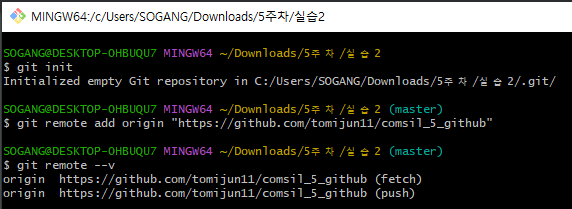 MINGW64:/c/Users/SOGANG/Downloads/5주차/실습2
SOGANG@DESKTOP-OHBUQU7 MINGW64 ~/Downloads/5주차/실습2
$ git init
Initialized empty Git repository in C:/Users/SOGANG/Downloads/5주차/실습2/.git/
SOGANG@DESKTOP-OHBUQU7 MINGW64 ~/Downloads/5주차/실습2 (master)
$ git remote add origin "https://github.com/tomijun11/comsil_5_github"
SOGANG@DESKTOP-OHBUQU7 MINGW64 ~/Downloads/5주차/실습2 (master)
$ git remote --v
origin  https://github.com/tomijun11/comsil_5_github (fetch)
origin  https://github.com/tomijun11/comsil_5_github (push)